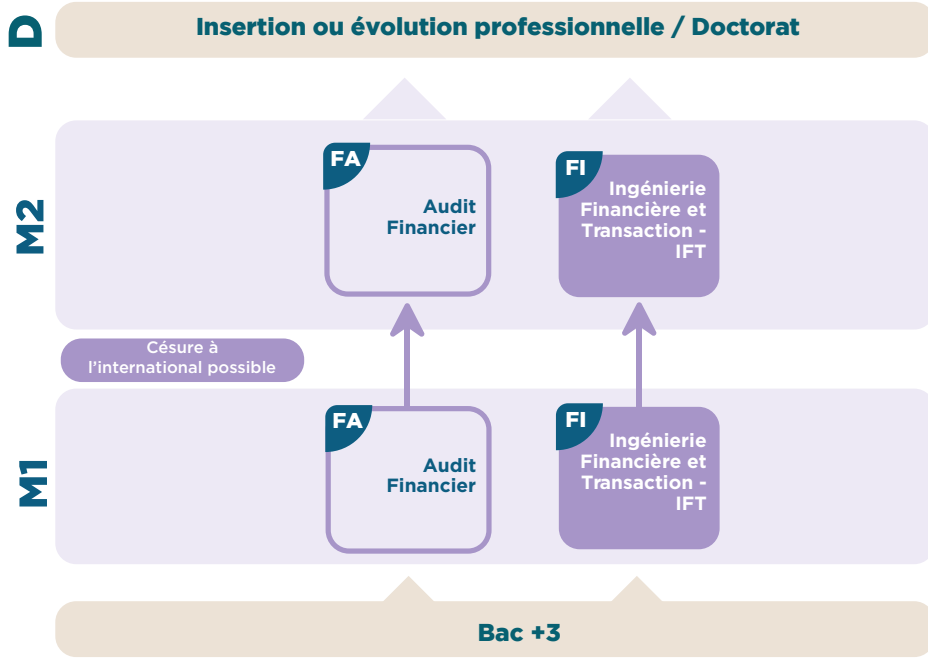 D
Insertion ou évolution professionnelle / Doctorat
M2
FA
Audit
Financier
FI
Ingénierie
Financière et
Transaction -
IFT
Césure à
l'international possible
M1
FA
Audit
Financier
FI
Ingénierie
Financière et
Transaction -
IFT
Bac +3